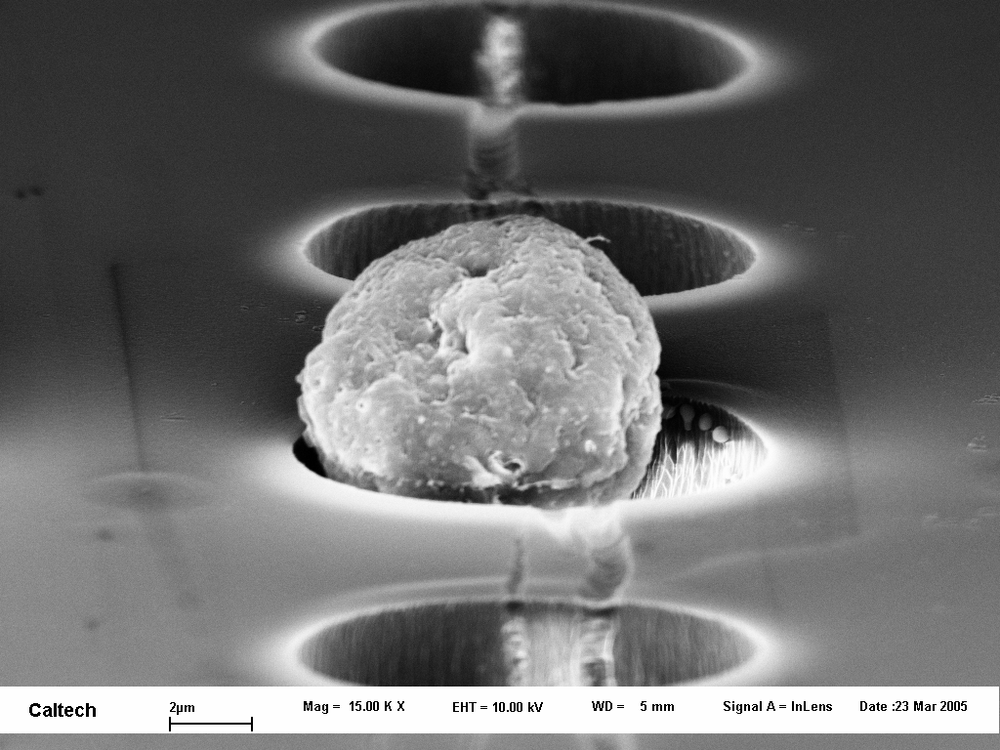 Caltech 2µm Mag = 15.00 K X EHT = 10.00 kV WD = 5 mm Signal A = InLens Date :23 Mar 2005